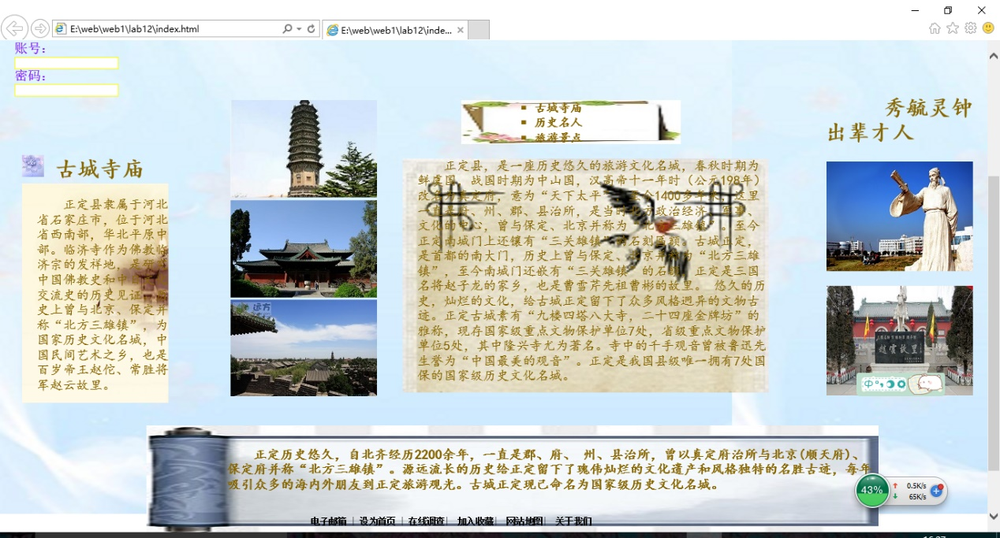 E:\web\web1\lab12\index.html
E:\web\web1\lab12\inde...
账号：
密码：
古城寺庙
正定县隶属于河北
省石家庄市，位于河北
省西南部，华北平原中
部。临济寺作为佛教临
济宗的发祥地，是研
中国佛教史和中
交流史的历史见证，
史上曾与北京、保定并
称“北方三雄镇”，为
国家历史文化名城，中
国民间艺术之乡，也是
百岁帝王赵佗、常胜将
军赵云故里。
远方
古城寺庙
历史名人
旅游景点
正定县，是一座历史悠久的旅游文化名城，春秋时期为
鲜虞国，战国时期为中山国，汉高帝十一年时（公元198年）
改 定府，意为“天下太平 1400多年 这里
一直是府、州、郡、县治所，是当时 政治经济、军事、
文化的中心，曾与保定、北京并称为 北 三雄镇 。至今
正定南城门上还镶有“三关雄镇” 石刻 额。古城正定，
是首都的南大门，历史上曾与保定、 京并称为“北方三雄
镇”，至今南城门还嵌有“三关雄镇”的石 正定是三国
名将赵子龙的家乡，也是曹雪芹先祖曹彬的故里。 悠久的历
史，灿烂的文化，给古城正定留下了众多风格迥异的文物古
迹。正定古城素有“九楼四塔八大寺，二十四座金牌坊”的
雅称，现存国家级重点文物保护单位7处，省级重点文物保护
单位5处，其中隆兴寺尤为著名。寺中的千手观音曾被鲁迅先
生誉为“中国最美的观音”。正定是我国县级唯一拥有7处国
保的国家级历史文化名城。
秀毓灵钟
出辈才人
赵云故里
中
正定历史悠久，自北齐经历2200余年，一直是郡、府、 州、县治所，曾以真定府治所与北京(顺天府)、
保定府并称“北方三雄镇”。源远流长的历史给正定留下了瑰伟灿烂的文化遗产和风格独特的名胜古迹，每年
吸引众多的海内外朋友到正定旅游观光。古城正定现已命名为国家级历史文化名城。
43%
0.5K/s
65K/s
电子邮箱 | 设为首页 | 在线调查| 加入收藏| 网站地图| 关于我们